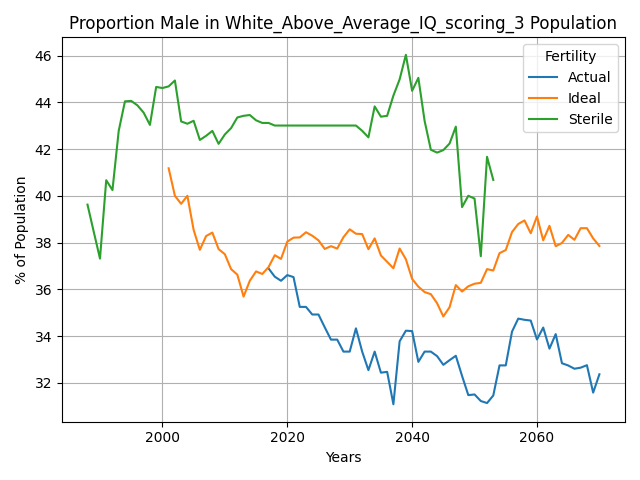 Proportion Male in White_Above_Average_IQ_scoring_3 Population
Fertility
Actual
Ideal
Sterile
% of Population
46
44
42
40
38
36
34
32
2000
2020
2040
2060
Years